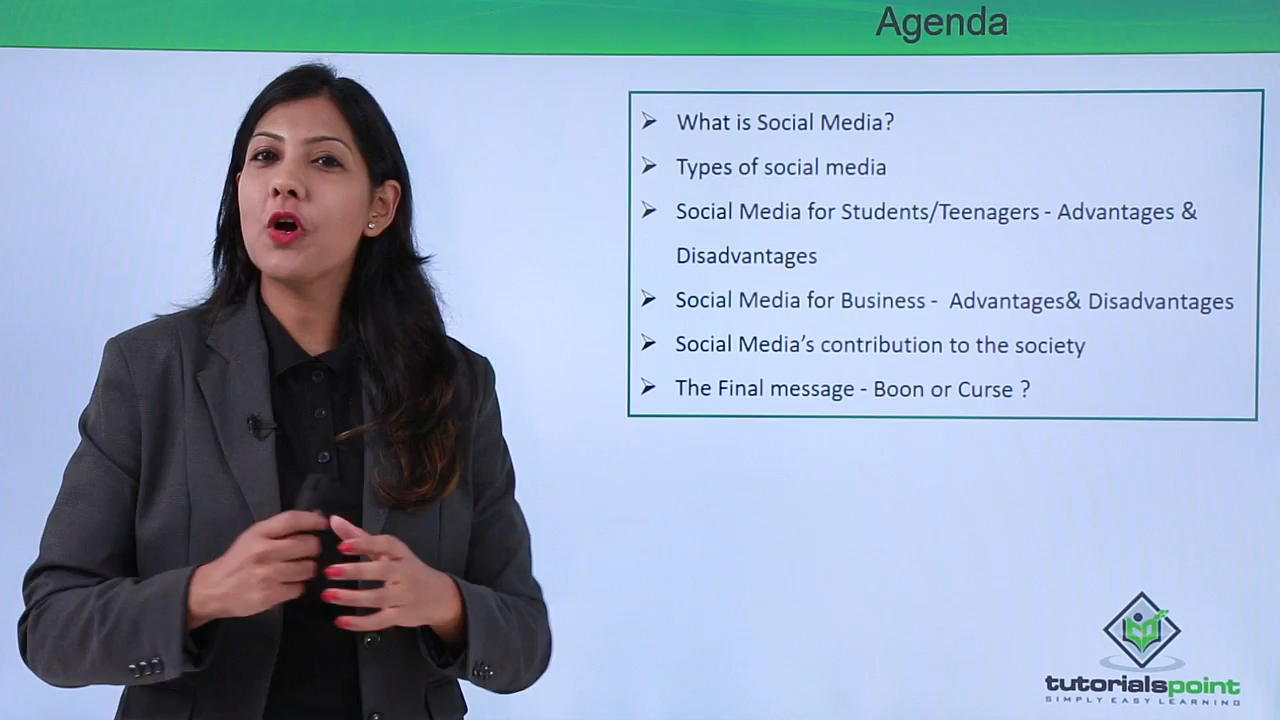 Agenda
What is Social Media?
Types of social media
Social Media for Students/Teenagers - Advantages &
Disadvantages
Social Media for Business -  Advantages& Disadvantages
Social Media's contribution to the society
The Final message - Boon or Curse ?
tutorialspoint
SIMPLY EASY LEARNING